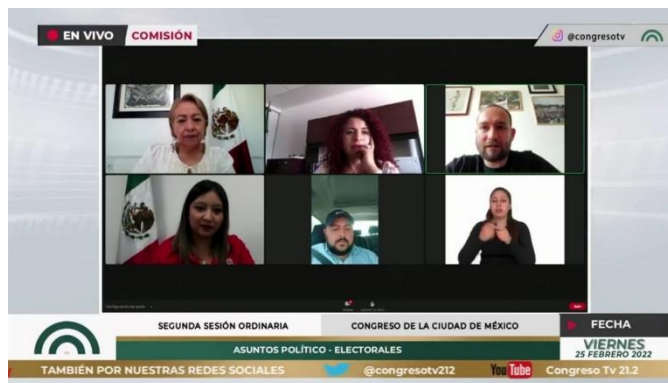 EN VIVO COMISIÓN
@congresotv
SEGUNDA SESIÓN ORDINARIA
CONGRESO DE LA CIUDAD DE MÉXICO
FECHA
ASUNTOS POLÍTICO - ELECTORALES
VIERNES
25 FEBRERO 2022
TAMBIÉN POR NUESTRAS REDES SOCIALES @congresotv212 YouTube Congreso Tv 21.2